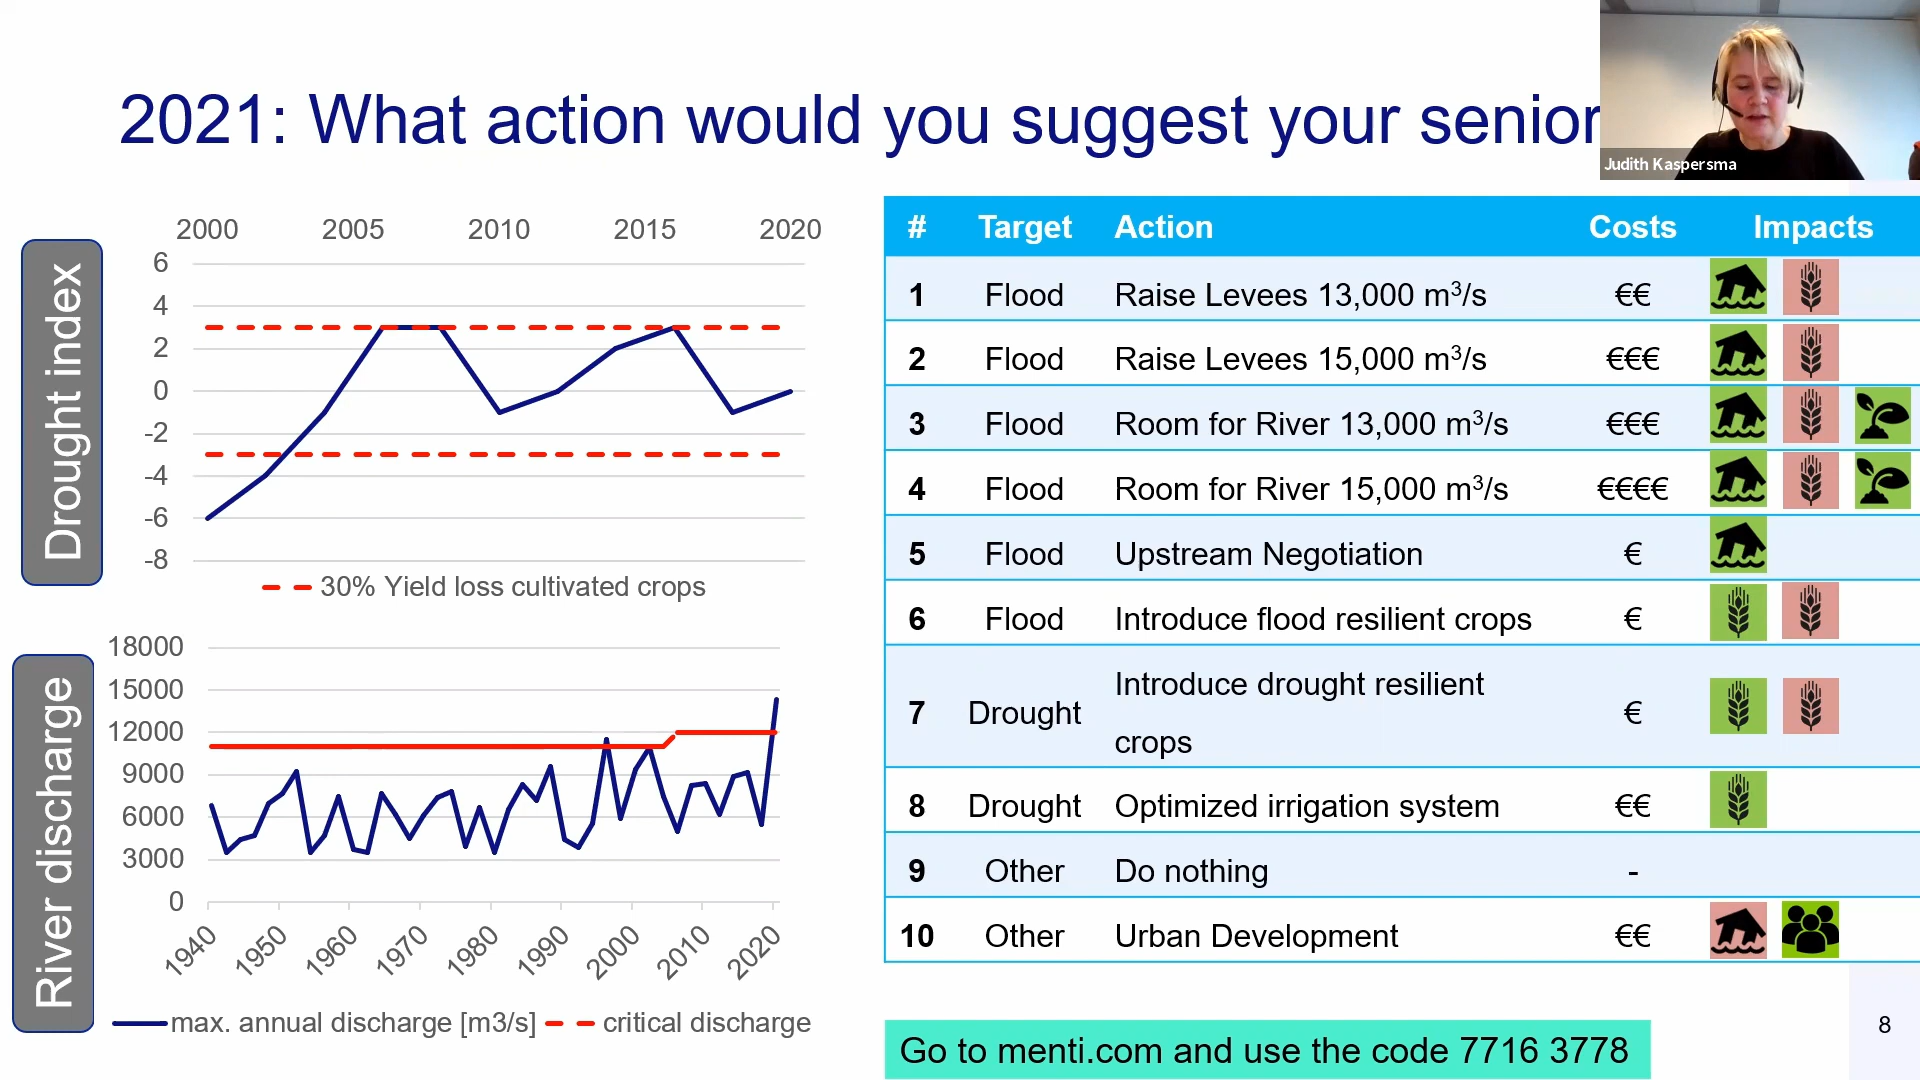 2021: What action would you suggest your senior
Judith Kaspersma
Drought index
2000 2005 2010 2015 2020
6
4
2
0
-2
-4
-6
-8
30% Yield loss cultivated crops
River discharge
18000
15000
12000
9000
6000
3000
0
1940 1950 1960 1970 1980 1990 2000 2010 2020
max. annual discharge [m3/s] critical discharge
# Target Action Costs Impacts
1 Flood Raise Levees 13,000 m³/s €€
2 Flood Raise Levees 15,000 m³/s €€€
3 Flood Room for River 13,000 m³/s €€€
4 Flood Room for River 15,000 m³/s €€€€
5 Flood Upstream Negotiation €
6 Flood Introduce flood resilient crops €
7 Drought Introduce drought resilient €
crops
8 Drought Optimized irrigation system €€
9 Other Do nothing -
10 Other Urban Development €€
Go to menti.com and use the code 7716 3778
8